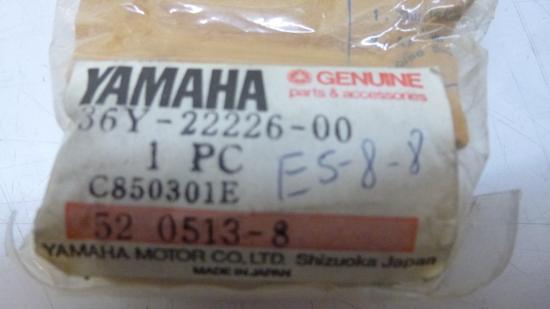 YAMAHA
GENUINE
parts & accessories
36Y-22226-00
1 PC
ES-8-8
C850301E
52 0513-8
YAMAHA MOTOR CO., LTD. Shizuoka Japan
MADE IN JAPAN